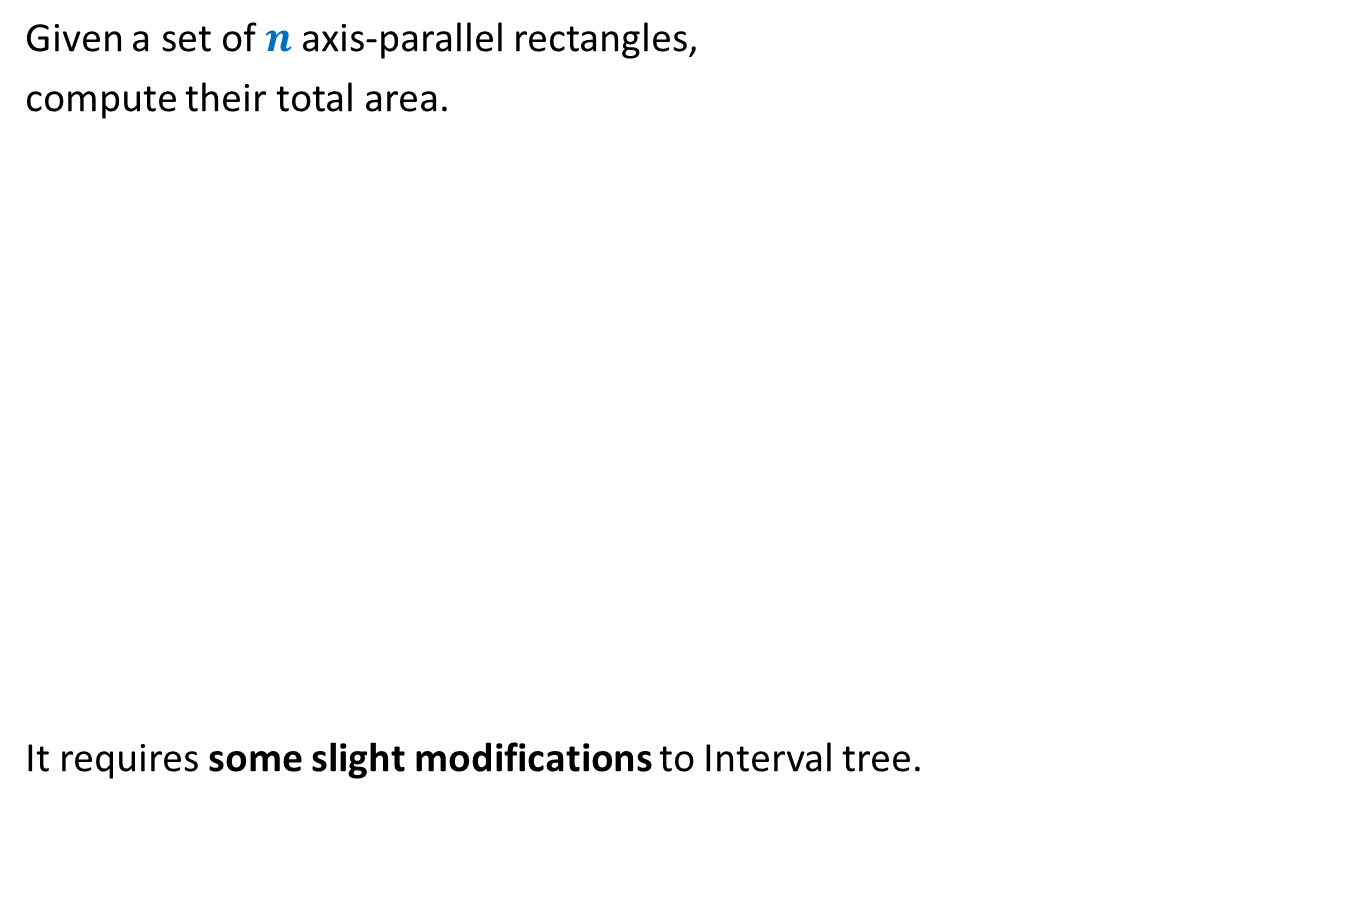 Given a set of n axis-parallel rectangles,
compute their total area.
It requires some slight modifications to Interval tree.